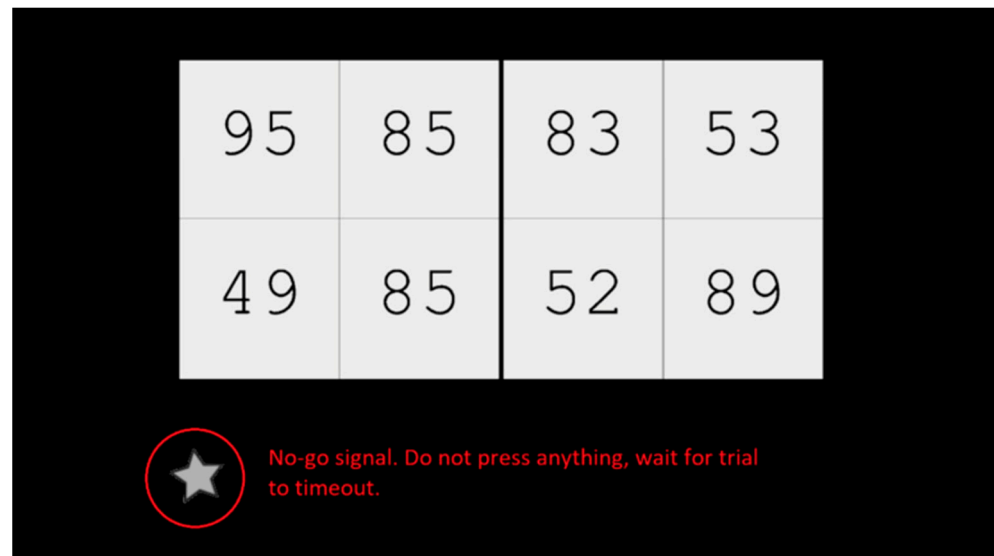 95 85 83 53
49 85 52 89
No-go signal. Do not press anything, wait for trial
to timeout.